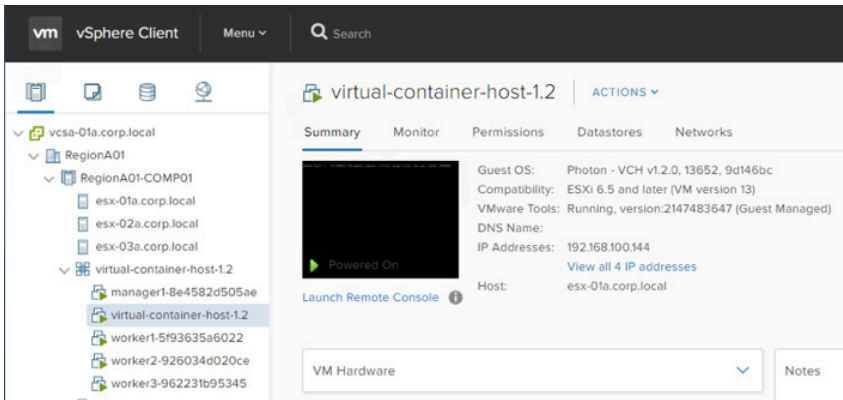 vm vSphere Client Menu Search
virtual-container-host-1.2 ACTIONS
Summary Monitor Permissions Datastores Networks
vcsa-01a.corp.local
RegionA01
RegionA01-COMP01
esx-01a.corp.local
esx-02a.corp.local
esx-03a.corp.local
virtual-container-host-1.2
manager1-8e4582d505ae
virtual-container-host-1.2
worker1-5f93635a6022
worker2-926034d020ce
worker3-962231b95345
Powered On
Launch Remote Console
Guest OS: Photon - VCH v1.2.0, 13652, 9d146bc
Compatibility: ESXi 6.5 and later (VM version 13)
VMware Tools: Running, version:2147483647 (Guest Managed)
DNS Name:
IP Addresses: 192.168.100.144
View all 4 IP addresses
Host: esx-01a.corp.local
VM Hardware
Notes